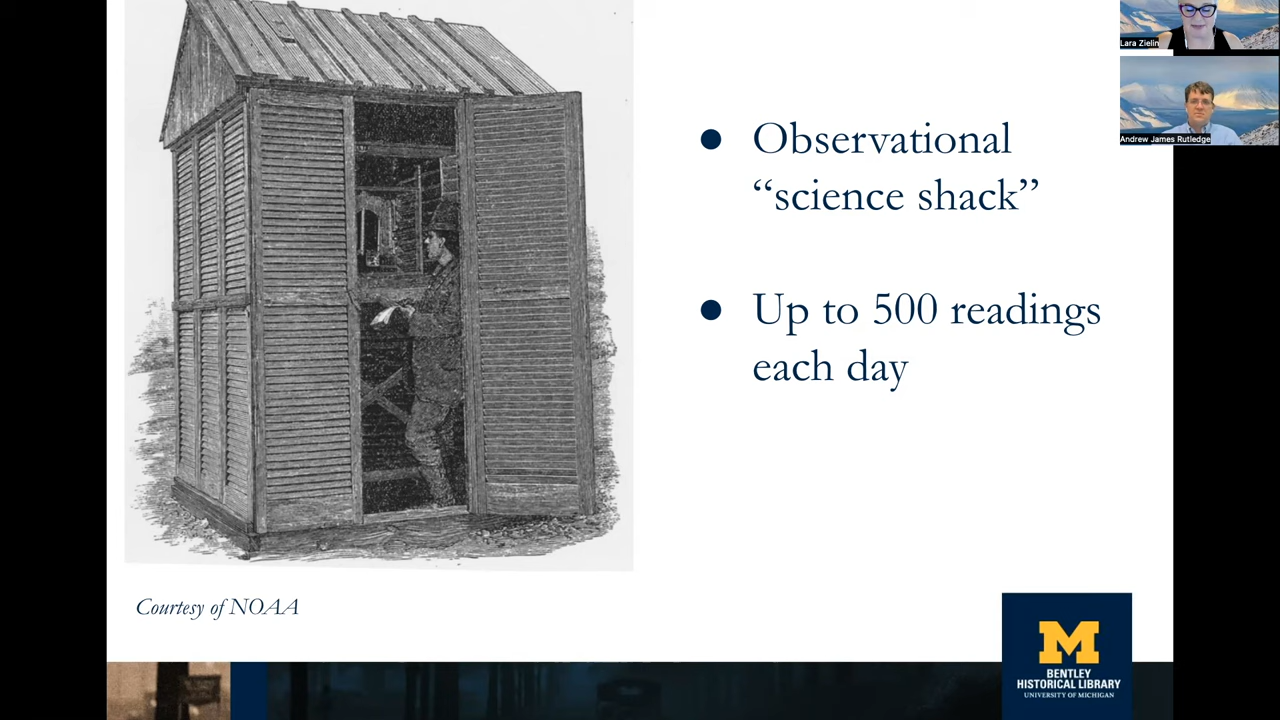 Lara Zielin
Andrew James Rutledge
● Observational
“science shack”
● Up to 500 readings
each day
Courtesy of NOAA
M
BENTLEY
HISTORICAL LIBRARY
UNIVERSITY OF MICHIGAN